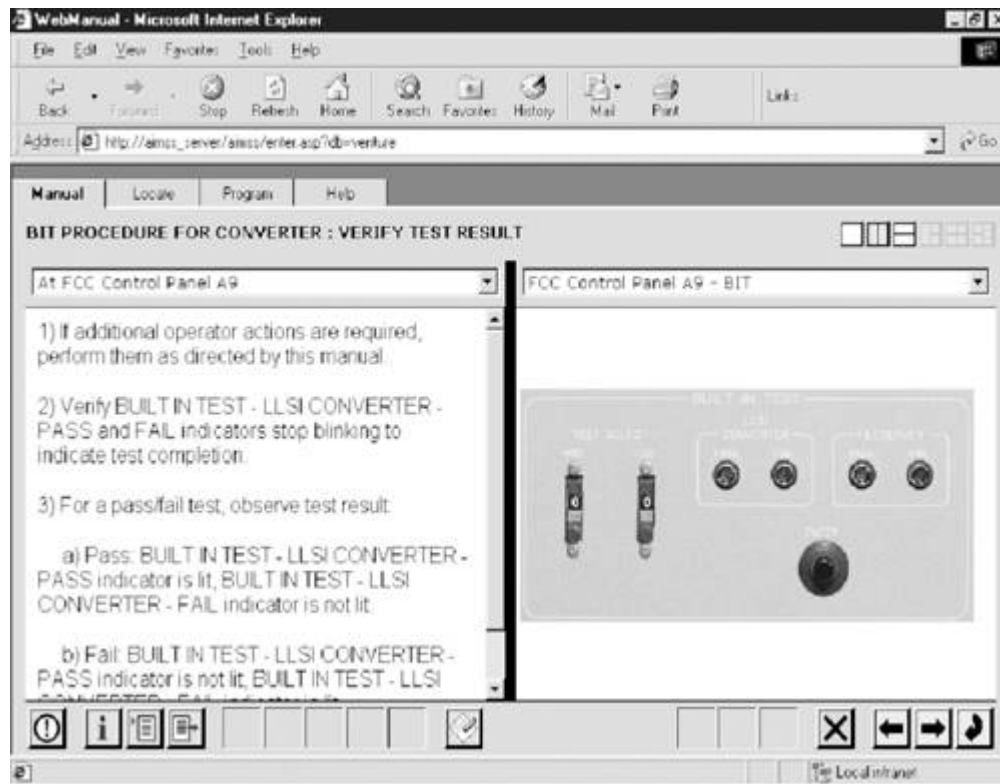 WebManual - Microsoft Internet Explorer
File Edit View Favorites Tools Help
Back Forward Stop Refresh Home Search Favorites History Mail Print Links
Address http://aimss_server/aimss/enter.asp?db=venture Go
Manual Locate Program Help
BIT PROCEDURE FOR CONVERTER : VERIFY TEST RESULT
At FCC Control Panel A9
FCC Control Panel A9 - BIT
1) If additional operator actions are required,
perform them as directed by this manual.
2) Verify BUILT IN TEST - LLSI CONVERTER -
PASS and FAIL indicators stop blinking to
indicate test completion.
3) For a pass/fail test, observe test result:
a) Pass: BUILT IN TEST - LLSI CONVERTER -
PASS indicator is lit, BUILT IN TEST - LLSI
CONVERTER - FAIL indicator is not lit.
b) Fail: BUILT IN TEST - LLSI CONVERTER -
PASS indicator is not lit, BUILT IN TEST - LLSI
BUILT IN TEST
CONVERTER
Local intranet